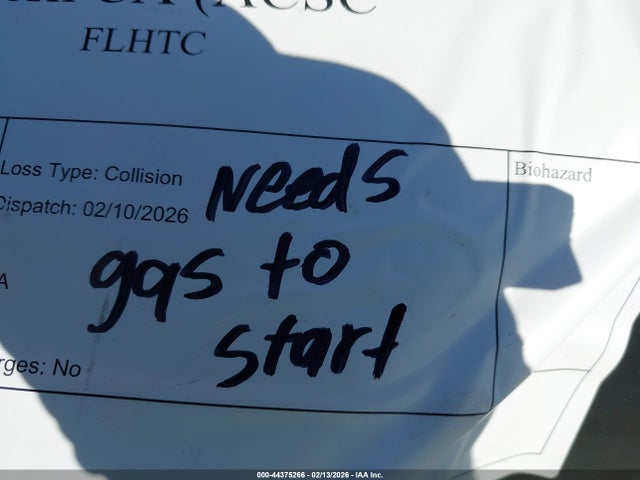 FLHTC
Loss Type: Collision
Dispatch: 02/10/2026
Needs
gas to
start
Biohazard
No
000-44375266 - 02/13/2026 - IAA Inc.